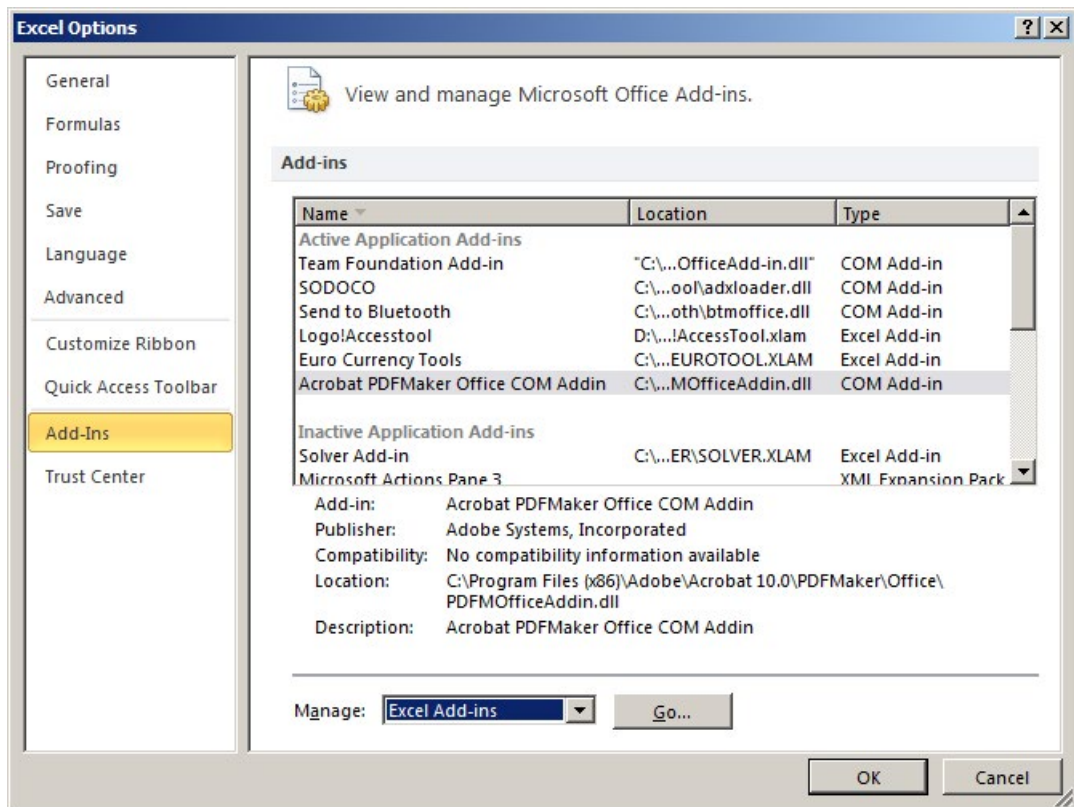 Excel Options
General
Formulas
Proofing
Save
Language
Advanced
Customize Ribbon
Quick Access Toolbar
Add-Ins
Trust Center
View and manage Microsoft Office Add-ins.
Add-ins
Name Location Type
Active Application Add-ins
Team Foundation Add-in "C:\...OfficeAdd-in.dll" COM Add-in
SODOCO C:\...ool\adxloader.dll COM Add-in
Send to Bluetooth C:\...oth\btmoffice.dll COM Add-in
Logo!Accesstool D:\...!AccessTool.xlam Excel Add-in
Euro Currency Tools C:\...EUROTOOL.XLAM Excel Add-in
Acrobat PDFMaker Office COM Addin C:\...MOfficeAddin.dll COM Add-in
Inactive Application Add-ins
Solver Add-in C:\...ER\SOLVER.XLAM Excel Add-in
Microsoft Actions Pane 3 XML Expansion Pack
Add-in: Acrobat PDFMaker Office COM Addin
Publisher: Adobe Systems, Incorporated
Compatibility: No compatibility information available
Location: C:\Program Files (x86)\Adobe\Acrobat 10.0\PDFMaker\Office\
PDFMOfficeAddin.dll
Description: Acrobat PDFMaker Office COM Addin
Manage: Excel Add-ins Go...
OK Cancel